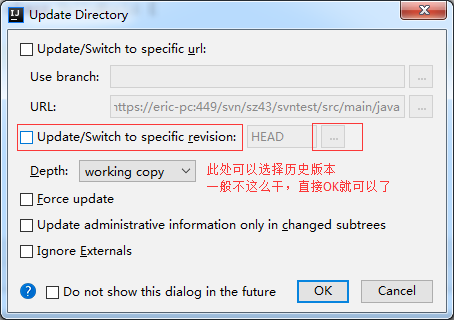 Update Directory
Update/Switch to specific url:
Use branch:
...
URL:
https://eric-pc:449/svn/sz43/svntest/src/main/java
...
Update/Switch to specific revision:
HEAD
...
Depth:
working copy
此处可以选择历史版本
一般不这么干，直接OK就可以了
Force update
Update administrative information only in changed subtrees
Ignore Externals
?
Do not show this dialog in the future
OK
Cancel